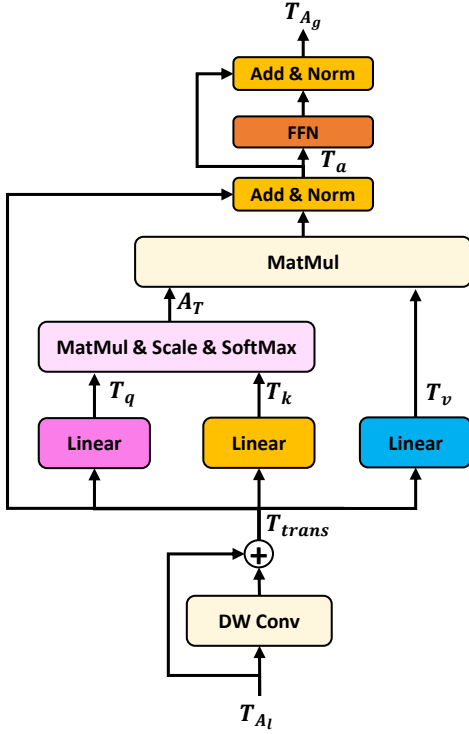 T_{A_g}
Add & Norm
FFN
T_a
Add & Norm
MatMul
A_T
MatMul & Scale & SoftMax
T_q
T_k
T_v
Linear
Linear
Linear
T_{trans}
+
DW Conv
T_{A_l}